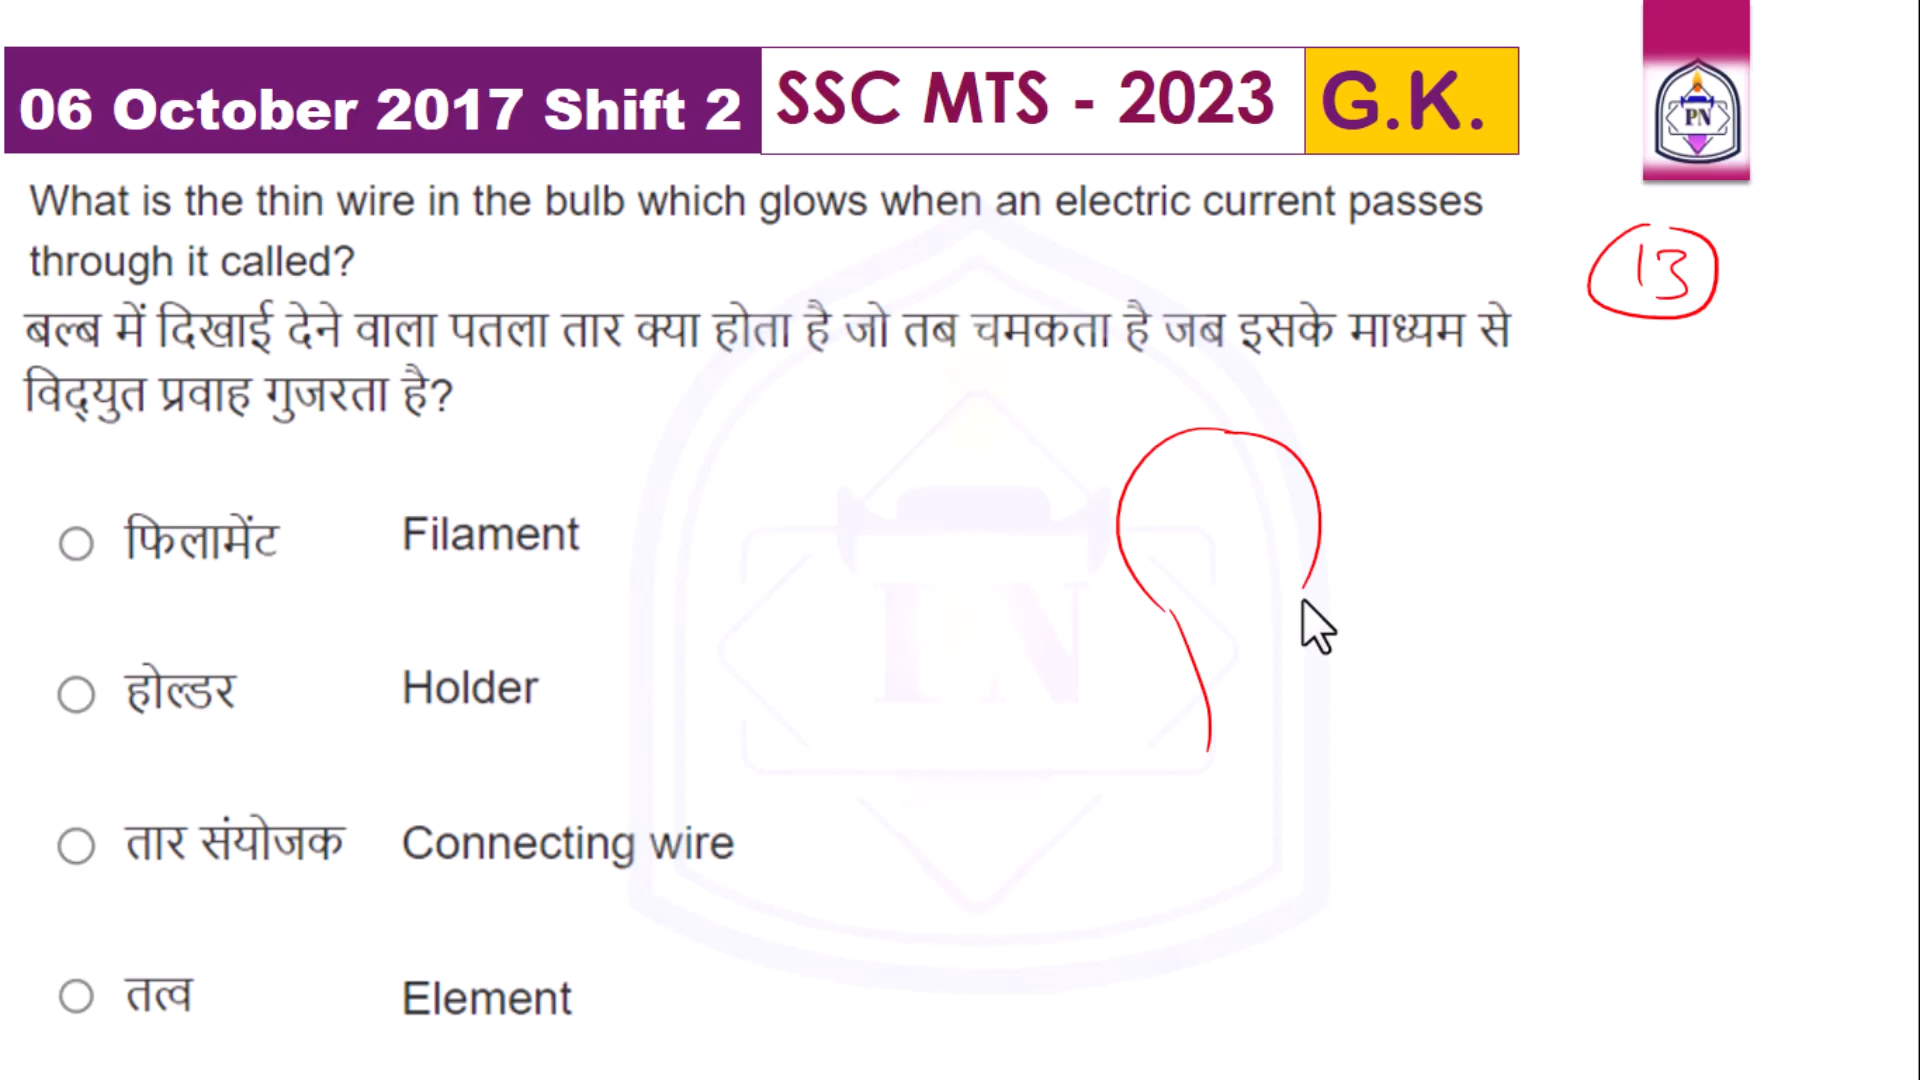 06 October 2017 Shift 2 SSC MTS - 2023 G.K.
PN
What is the thin wire in the bulb which glows when an electric current passes
through it called?
13
बल्ब में दिखाई देने वाला पतला तार क्या होता है जो तब चमकता है जब इसके माध्यम से
विद्युत प्रवाह गुजरता है?
फिलामेंट Filament
होल्डर Holder
तार संयोजक Connecting wire
तत्व Element
PN